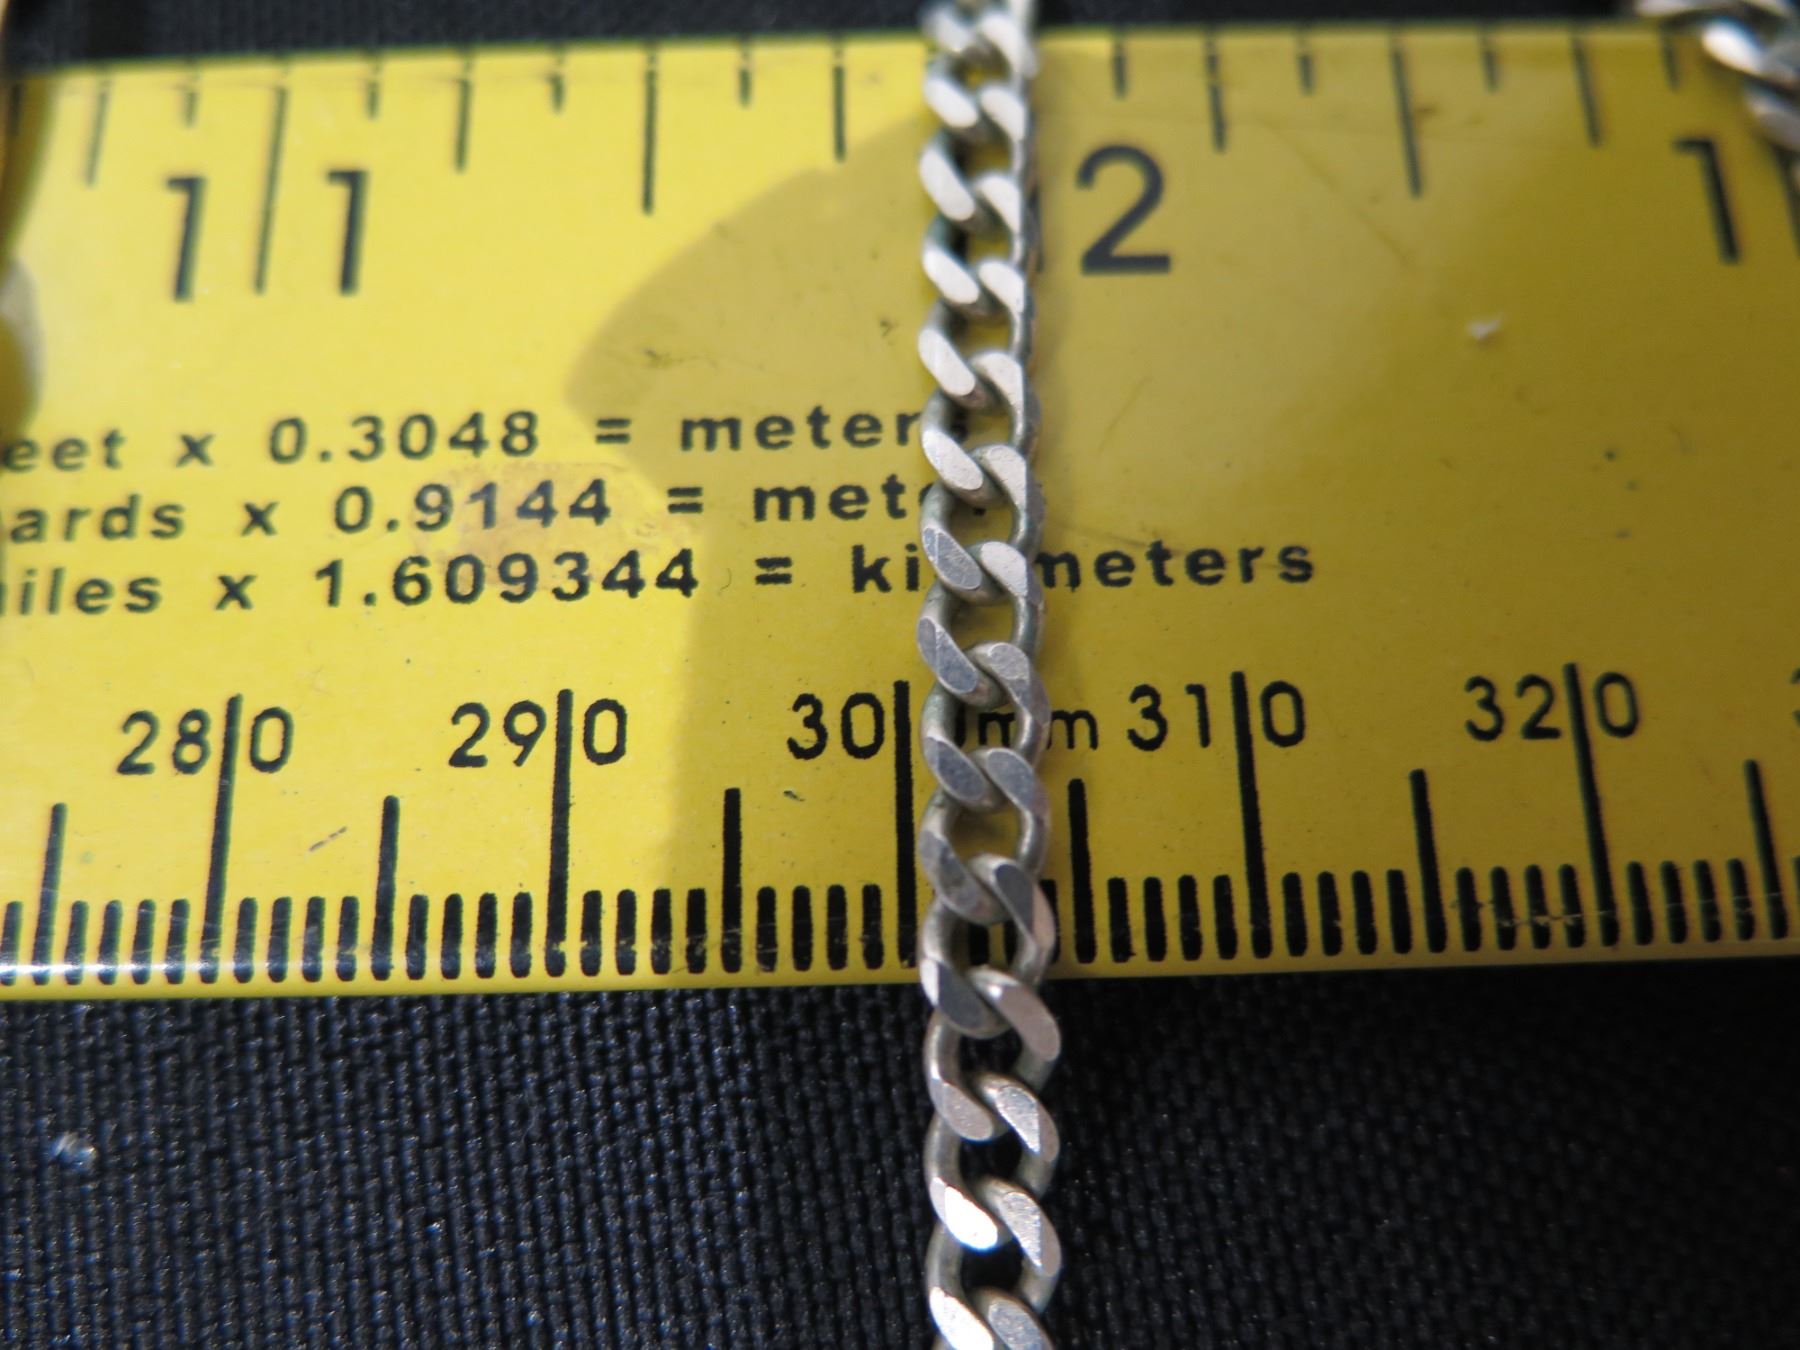 11 2 1
eet x 0.3048 = meter
ards x 0.9144 = met
iles x 1.609344 = ki meters
280 290 30 mm 310 320